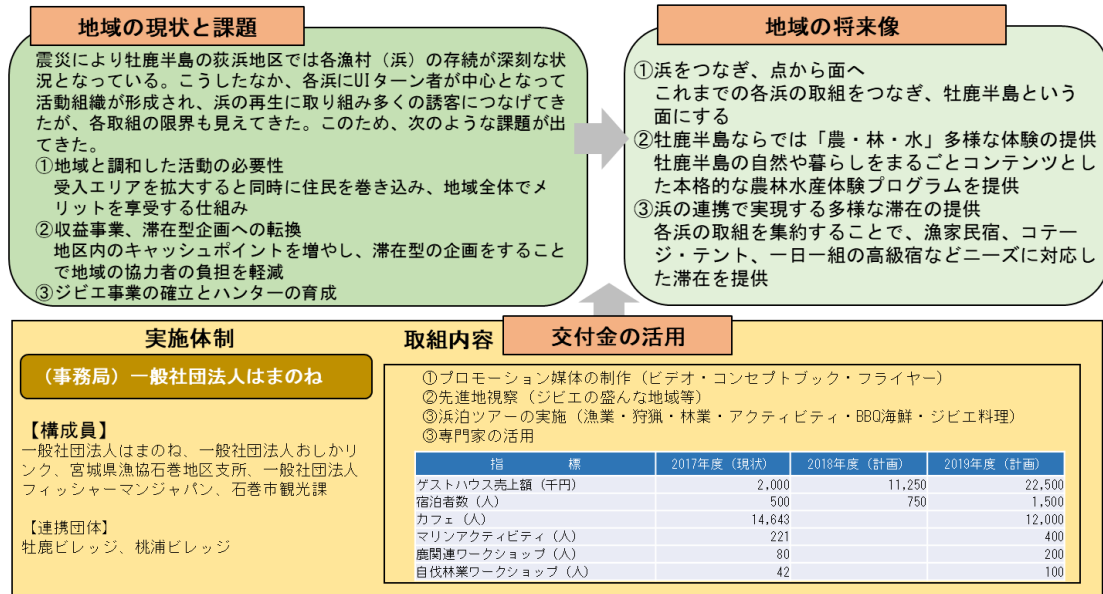 地域の現状と課題
震災により牡鹿半島の荻浜地区では各漁村（浜）の存続が深刻な状
況となっている。こうしたなか、各浜にUIターン者が中心となって
活動組織が形成され、浜の再生に取り組み多くの誘客につなげてき
たが、各取組の限界も見えてきた。このため、次のような課題が出
てきた。
①地域と調和した活動の必要性
受入エリアを拡大すると同時に住民を巻き込み、地域全体でメ
リットを享受する仕組み
②収益事業、滞在型企画への転換
地区内のキャッシュポイントを増やし、滞在型の企画をすること
で地域の協力者の負担を軽減
③ジビエ事業の確立とハンターの育成
地域の将来像
①浜をつなぎ、点から面へ
これまでの各浜の取組をつなぎ、牡鹿半島という
面にする
②牡鹿半島ならでは「農・林・水」多様な体験の提供
牡鹿半島の自然や暮らしをまるごとコンテンツとし
た本格的な農林水産体験プログラムを提供
③浜の連携で実現する多様な滞在の提供
各浜の取組を集約することで、漁家民宿、コテー
ジ・テント、一日一組の高級宿などニーズに対応し
た滞在を提供
実施体制
（事務局）一般社団法人はまのね
【構成員】
一般社団法人はまのね、一般社団法人おしかリ
ンク、宮城県漁協石巻地区支所、一般社団法人
フィッシャーマンジャパン、石巻市観光課
【連携団体】
牡鹿ビレッジ、桃浦ビレッジ
取組内容
交付金の活用
①プロモーション媒体の制作（ビデオ・コンセプトブック・フライヤー）
②先進地視察（ジビエの盛んな地域等）
③浜泊ツアーの実施（漁業・狩猟・林業・アクティビティ・BBQ海鮮・ジビエ料理）
③専門家の活用
指　標 2017年度（現状） 2018年度（計画） 2019年度（計画）
ゲストハウス売上額（千円） 2,000 11,250 22,500
宿泊者数（人） 500 750 1,500
カフェ（人） 14,643 12,000
マリンアクティビティ（人） 221 400
鹿関連ワークショップ（人） 80 200
自伐林業ワークショップ（人） 42 100